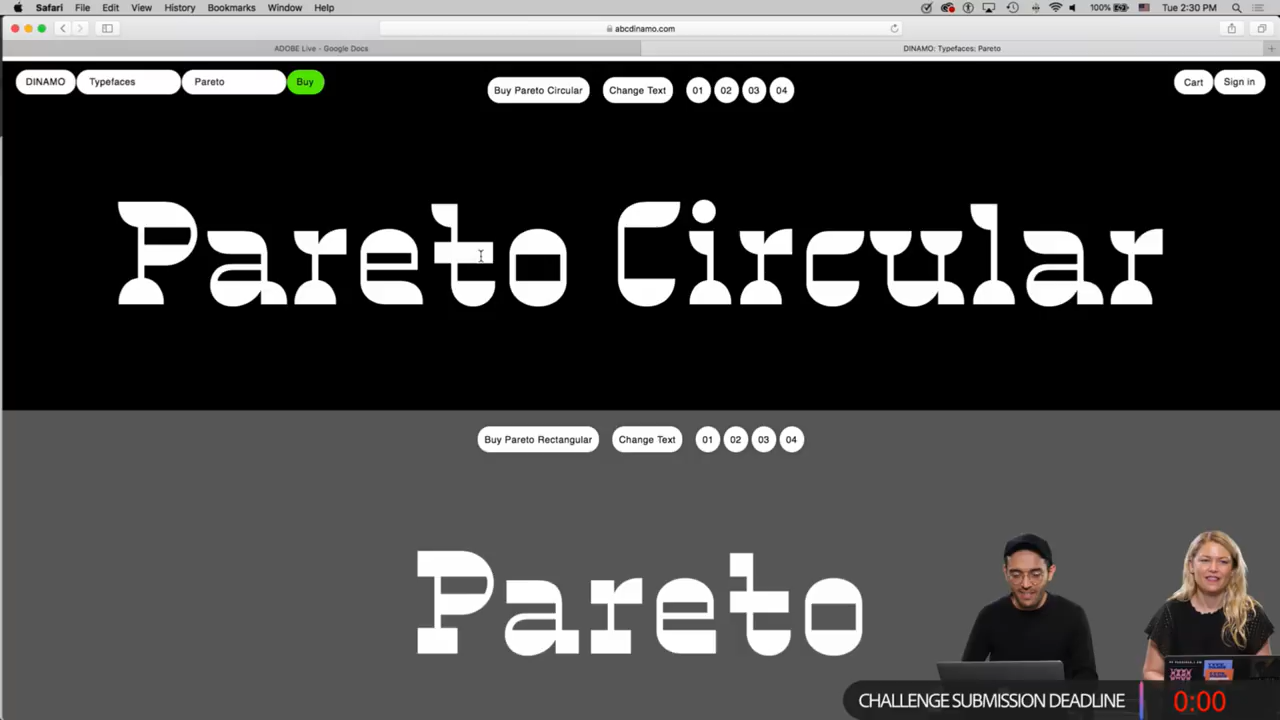 Safari File Edit View History Bookmarks Window Help 100% Tue 2:30 PM
abcdinamo.com
ADOBE Live - Google Docs DINAMO: Typefaces: Pareto
DINAMO Typefaces Pareto Buy Buy Pareto Circular Change Text 01 02 03 04 Cart Sign in
Pareto Circular
Buy Pareto Rectangular Change Text 01 02 03 04
Pareto
CHALLENGE SUBMISSION DEADLINE 0:00